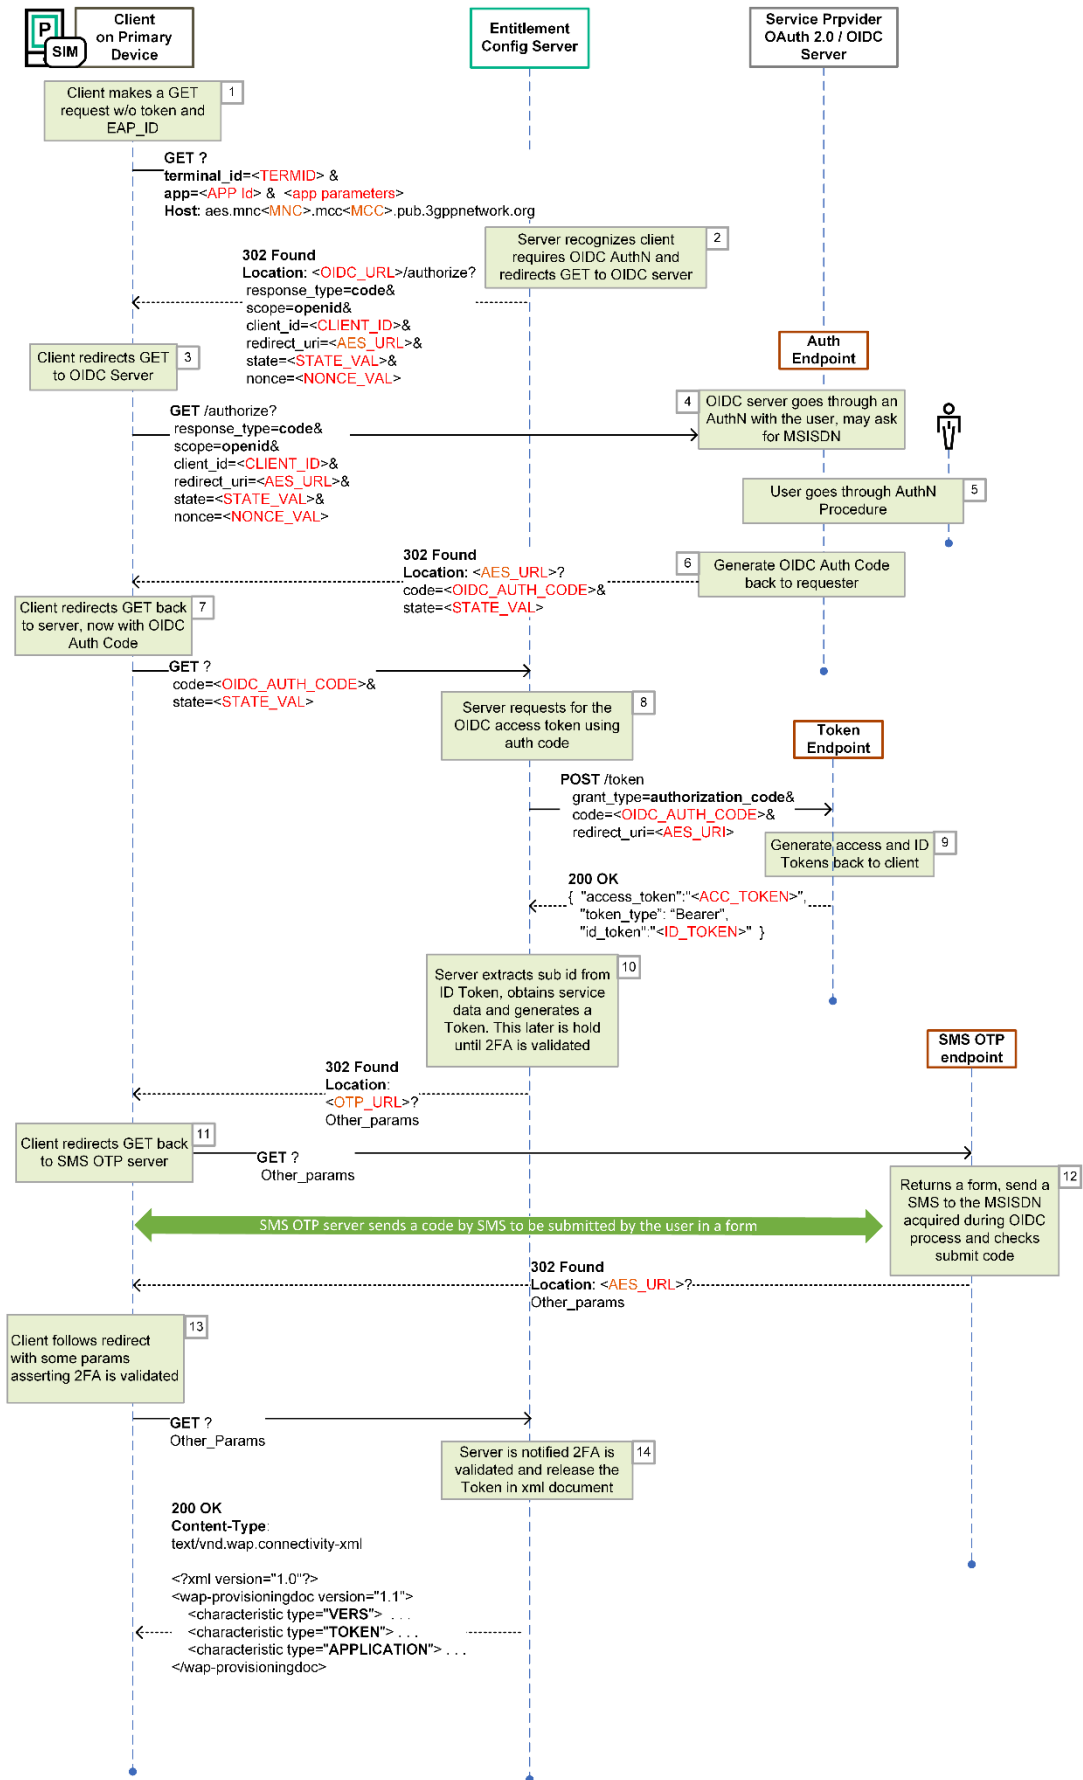 P
SIM
Client
on Primary
Device
Entitlement
Config Server
Service Prpvider
OAuth 2.0 / OIDC
Server
Client makes a GET
request w/o token and
EAP_ID
1
GET ?
terminal_id=<TERMID> &
app=<APP Id> & <app parameters>
Host: aes.mnc<MNC>.mcc<MCC>.pub.3gppnetwork.org
Server recognizes client
requires OIDC AuthN and
redirects GET to OIDC server
2
302 Found
Location: <OIDC_URL>/authorize?
response_type=code&
scope=openid&
client_id=<CLIENT_ID>&
redirect_uri=<AES_URL>&
state=<STATE_VAL>&
nonce=<NONCE_VAL>
Auth
Endpoint
Client redirects GET
to OIDC Server
3
GET /authorize?
response_type=code&
scope=openid&
client_id=<CLIENT_ID>&
redirect_uri=<AES_URL>&
state=<STATE_VAL>&
nonce=<NONCE_VAL>
4
OIDC server goes through an
AuthN with the user, may ask
for MSISDN
User goes through AuthN
Procedure
5
302 Found
Location: <AES_URL>?
code=<OIDC_AUTH_CODE>&
state=<STATE_VAL>
6
Generate OIDC Auth Code
back to requester
Client redirects GET back
to server, now with OIDC
Auth Code
7
GET ?
code=<OIDC_AUTH_CODE>&
state=<STATE_VAL>
Server requests for the
OIDC access token using
auth code
8
Token
Endpoint
POST /token
grant_type=authorization_code&
code=<OIDC_AUTH_CODE>&
redirect_uri=<AES_URI>
Generate access and ID
Tokens back to client
9
200 OK
{ "access_token":"<ACC_TOKEN>",
"token_type": "Bearer",
"id_token":"<ID_TOKEN>" }
Server extracts sub id from
ID Token, obtains service
data and generates a
Token. This later is hold
until 2FA is validated
10
SMS OTP
endpoint
302 Found
Location:
<OTP_URL>?
Other_params
Client redirects GET back
to SMS OTP server
11
GET ?
Other_params
Returns a form, send a
SMS to the MSISDN
acquired during OIDC
process and checks
submit code
12
SMS OTP server sends a code by SMS to be submitted by the user in a form
302 Found
Location: <AES_URL>?
Other_params
Client follows redirect
with some params
asserting 2FA is validated
13
GET ?
Other_Params
Server is notified 2FA is
validated and release the
Token in xml document
14
200 OK
Content-Type:
text/vnd.wap.connectivity-xml
<?xml version="1.0"?>
<wap-provisioningdoc version="1.1">
<characteristic type="VERS"> . . .
<characteristic type="TOKEN"> . . .
<characteristic type="APPLICATION"> . . .
</wap-provisioningdoc>